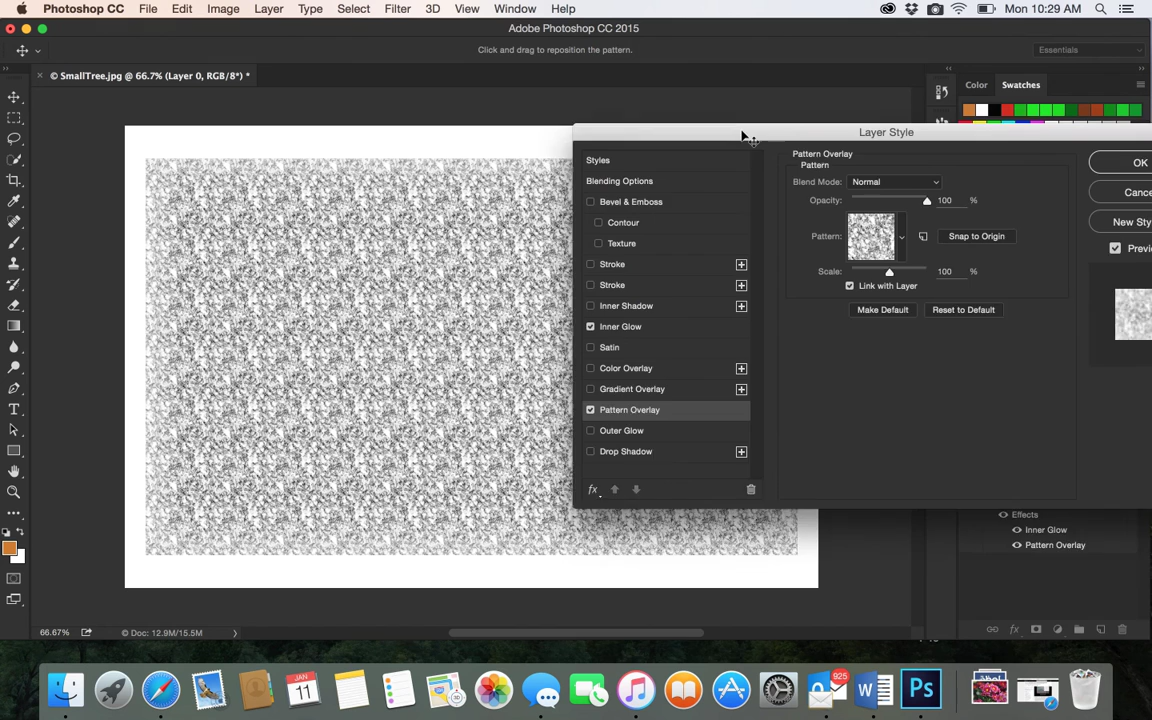 Photoshop CC File Edit Image Layer Type Select Filter 3D View Window Help Mon 10:29 AM
Adobe Photoshop CC 2015
Click and drag to reposition the pattern. Essentials
× © SmallTree.jpg @ 66.7% (Layer 0, RGB/8*) *
Color Swatches
Layer Style
Styles
Blending Options
Bevel & Emboss
Contour
Texture
Stroke
Stroke
Inner Shadow
Inner Glow
Satin
Color Overlay
Gradient Overlay
Pattern Overlay
Outer Glow
Drop Shadow
fx
Pattern Overlay
Pattern
Blend Mode: Normal
Opacity: 100 %
Pattern: Snap to Origin
Scale: 100 %
Link with Layer
Make Default Reset to Default
OK
Cance
New Sty
Previe
Effects
Inner Glow
Pattern Overlay
fx
66.67% © Doc: 12.9M/15.5M
JAN
11
3D
925
W
Ps